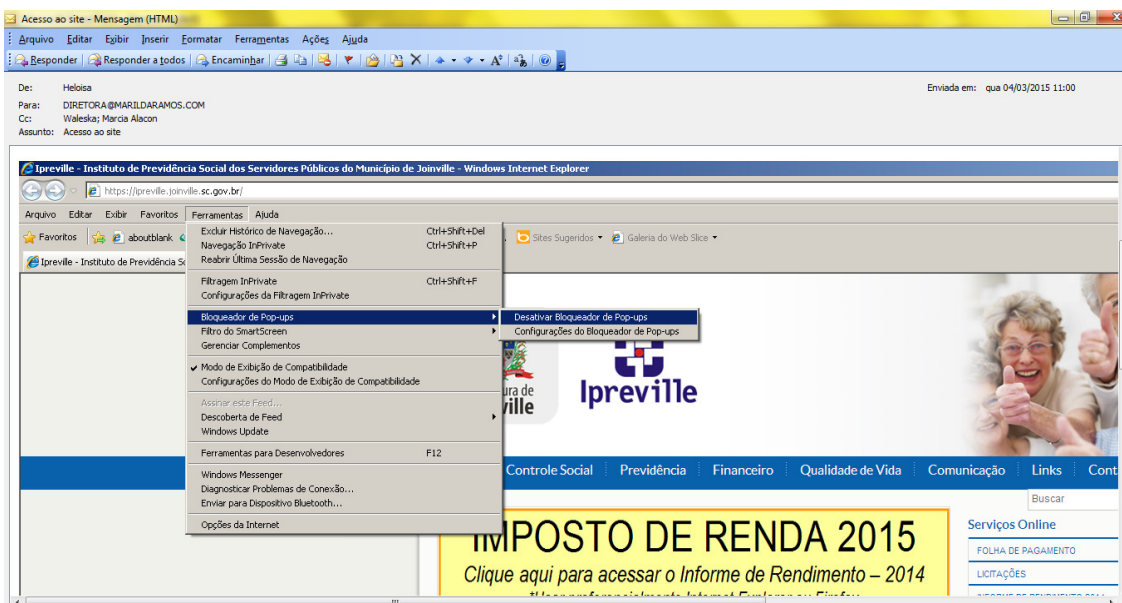 Acesso ao site - Mensagem (HTML)
Arquivo Editar Exibir Inserir Formatar Ferramentas Ações Ajuda
Responder Responder a todos Encaminhar
De: Heloisa
Enviada em: qua 04/03/2015 11:00
Para: DIRETORA@MARILDARAMOS.COM
Cc: Waleska; Marcia Alacon
Assunto: Acesso ao site
Ipreville - Instituto de Previdência Social dos Servidores Públicos do Município de Joinville - Windows Internet Explorer
https://ipreville.joinville.sc.gov.br/
Arquivo Editar Exibir Favoritos Ferramentas Ajuda
Favoritos aboutblank Sites Sugeridos Galeria do Web Slice
Ipreville - Instituto de Previdência
Excluir Histórico de Navegação... Ctrl+Shift+Del
Navegação InPrivate Ctrl+Shift+P
Reabrir Última Sessão de Navegação
Filtragem InPrivate Ctrl+Shift+F
Configurações da Filtragem InPrivate
Bloqueador de Pop-ups
Filtro do SmartScreen
Gerenciar Complementos
Modo de Exibição de Compatibilidade
Configurações do Modo de Exibição de Compatibilidade
Assinar este Feed...
Descoberta de Feed
Windows Update
Ferramentas para Desenvolvedores F12
Windows Messenger
Diagnosticar Problemas de Conexão...
Enviar para Dispositivo Bluetooth...
Opções da Internet
Desativar Bloqueador de Pop-ups
Configurações do Bloqueador de Pop-ups
ura de
ville
Ipreville
Controle Social Previdência Financeiro Qualidade de Vida Comunicação Links Cont
Buscar
IMPOSTO DE RENDA 2015
Clique aqui para acessar o Informe de Rendimento – 2014
Serviços Online
FOLHA DE PAGAMENTO
LICITAÇÕES